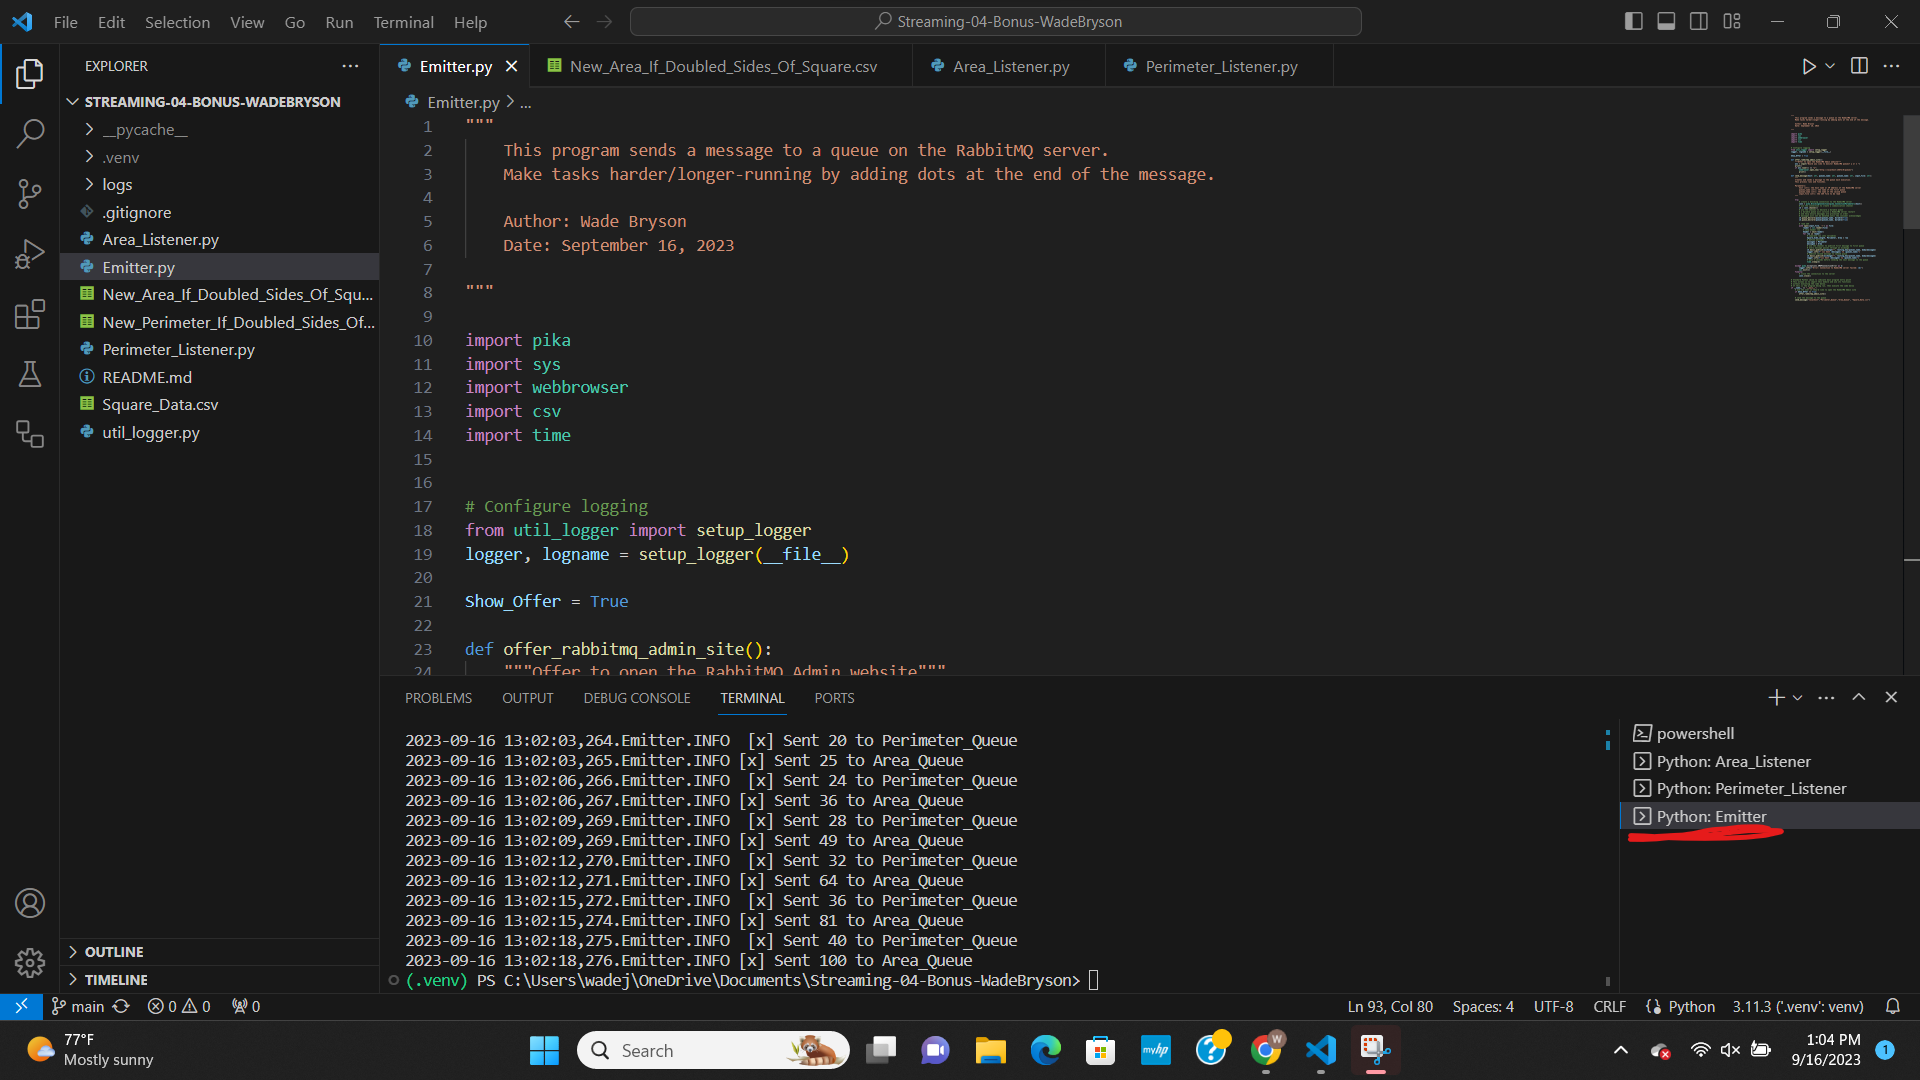 File Edit Selection View Go Run Terminal Help
Streaming-04-Bonus-WadeBryson
EXPLORER
STREAMING-04-BONUS-WADEBRYSON
__pycache__
.venv
logs
.gitignore
Area_Listener.py
Emitter.py
New_Area_If_Doubled_Sides_Of_Squ...
New_Perimeter_If_Doubled_Sides_Of...
Perimeter_Listener.py
README.md
Square_Data.csv
util_logger.py
OUTLINE
TIMELINE
Emitter.py New_Area_If_Doubled_Sides_Of_Square.csv Area_Listener.py Perimeter_Listener.py
Emitter.py > ...
1 """
2 This program sends a message to a queue on the RabbitMQ server.
3 Make tasks harder/longer-running by adding dots at the end of the message.
4
5 Author: Wade Bryson
6 Date: September 16, 2023
7
8 """
9
10 import pika
11 import sys
12 import webbrowser
13 import csv
14 import time
15
16
17 # Configure logging
18 from util_logger import setup_logger
19 logger, logname = setup_logger(__file__)
20
21 Show_Offer = True
22
23 def offer_rabbitmq_admin_site():
24 """Offer to open the RabbitMQ Admin website"""
PROBLEMS OUTPUT DEBUG CONSOLE TERMINAL PORTS
2023-09-16 13:02:03,264.Emitter.INFO  [x] Sent 20 to Perimeter_Queue
2023-09-16 13:02:03,265.Emitter.INFO [x] Sent 25 to Area_Queue
2023-09-16 13:02:06,266.Emitter.INFO  [x] Sent 24 to Perimeter_Queue
2023-09-16 13:02:06,267.Emitter.INFO [x] Sent 36 to Area_Queue
2023-09-16 13:02:09,269.Emitter.INFO  [x] Sent 28 to Perimeter_Queue
2023-09-16 13:02:09,269.Emitter.INFO [x] Sent 49 to Area_Queue
2023-09-16 13:02:12,270.Emitter.INFO  [x] Sent 32 to Perimeter_Queue
2023-09-16 13:02:12,271.Emitter.INFO [x] Sent 64 to Area_Queue
2023-09-16 13:02:15,272.Emitter.INFO  [x] Sent 36 to Perimeter_Queue
2023-09-16 13:02:15,274.Emitter.INFO [x] Sent 81 to Area_Queue
2023-09-16 13:02:18,275.Emitter.INFO  [x] Sent 40 to Perimeter_Queue
2023-09-16 13:02:18,276.Emitter.INFO [x] Sent 100 to Area_Queue
(.venv) PS C:\Users\wadej\OneDrive\Documents\Streaming-04-Bonus-WadeBryson>
powershell
Python: Area_Listener
Python: Perimeter_Listener
Python: Emitter
main 0 0 0 Ln 93, Col 80 Spaces: 4 UTF-8 CRLF Python 3.11.3 ('.venv': venv)
77°F
Mostly sunny
Search
myhp
W
1:04 PM
9/16/2023
1